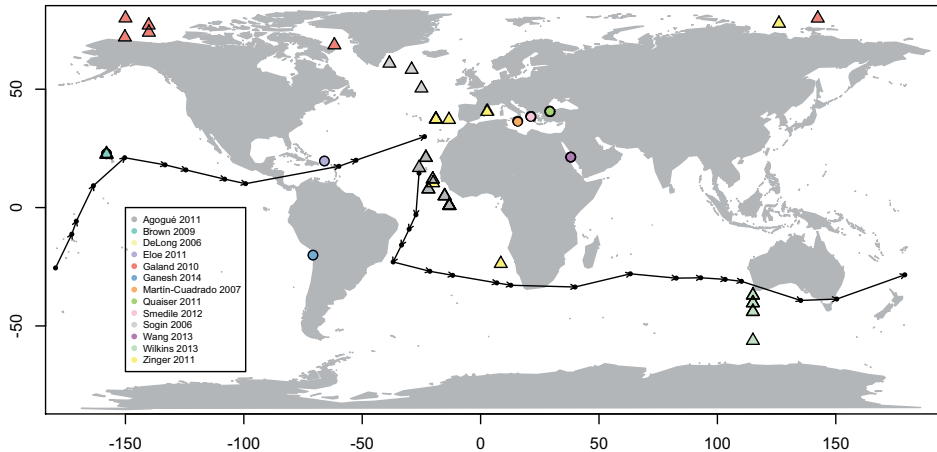 50
0
-50
Agogué 2011
Brown 2009
DeLong 2006
Eloe 2011
Galand 2010
Ganesh 2014
Martin-Cuadrado 2007
Quaiser 2011
Smedile 2012
Sogin 2006
Wang 2013
Wilkins 2013
Zinger 2011
-150 -100 -50 0 50 100 150